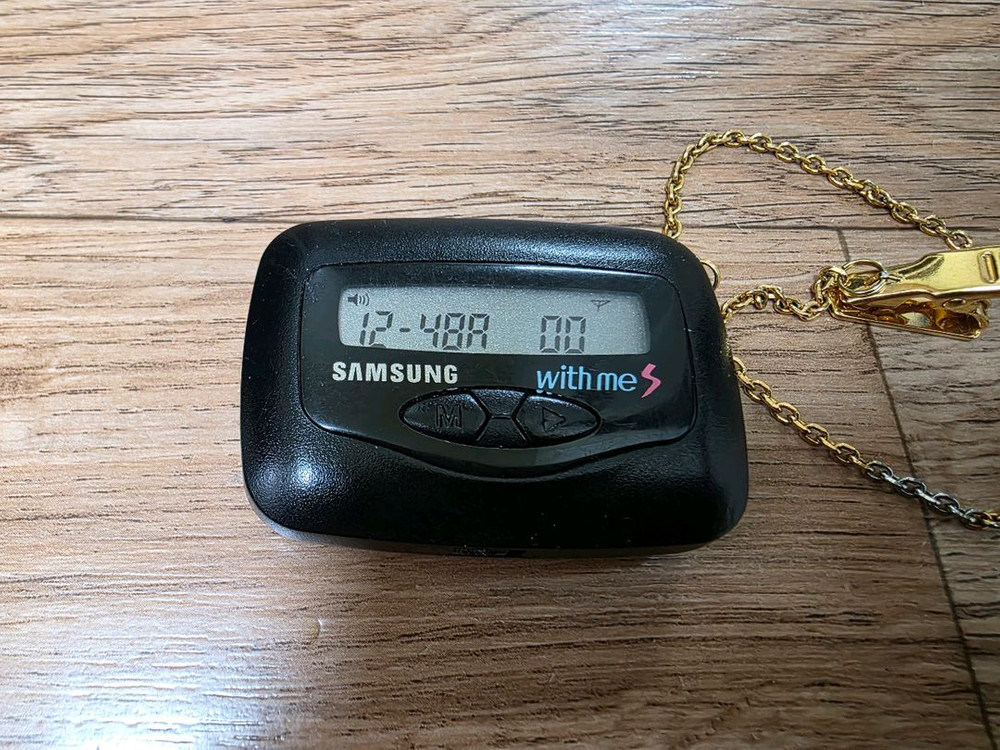 12-48A 00
SAMSUNG with me S
M